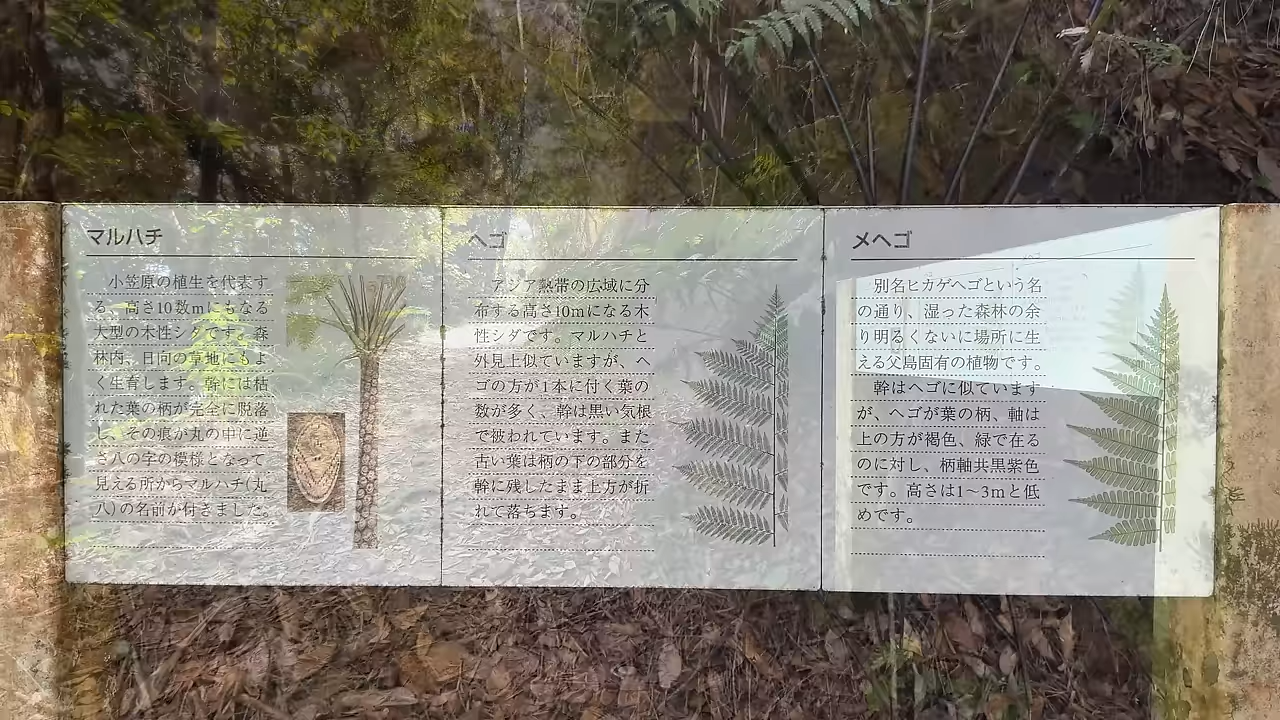 マルハチ
小笠原の植生を代表す
る、高さ10数mにもなる
大型の木性シダです。森
林内、日向の草地にもよ
く生育します。幹には枯
れた葉の柄が完全に脱落
し、その痕が丸の中に逆
さ八の字の模様となって
見える所からマルハチ(丸
八)の名前が付きました。
ヘゴ
アジア熱帯の広域に分
布する高さ10mになる木
性シダです。マルハチと
外見上似ていますが、ヘ
ゴの方が1本に付く葉の
数が多く、幹は黒い気根
で被われています。また
古い葉は柄の下の部分を
幹に残したまま上方が折
れて落ちます。
メヘゴ
別名ヒカゲヘゴという名
の通り、湿った森林の余
り明るくないに場所に生
える父島固有の植物です。
幹はヘゴに似ています
が、ヘゴが葉の柄、軸は
上の方が褐色、緑で在る
のに対し、柄軸共黒紫色
です。高さは1〜3mと低
めです。